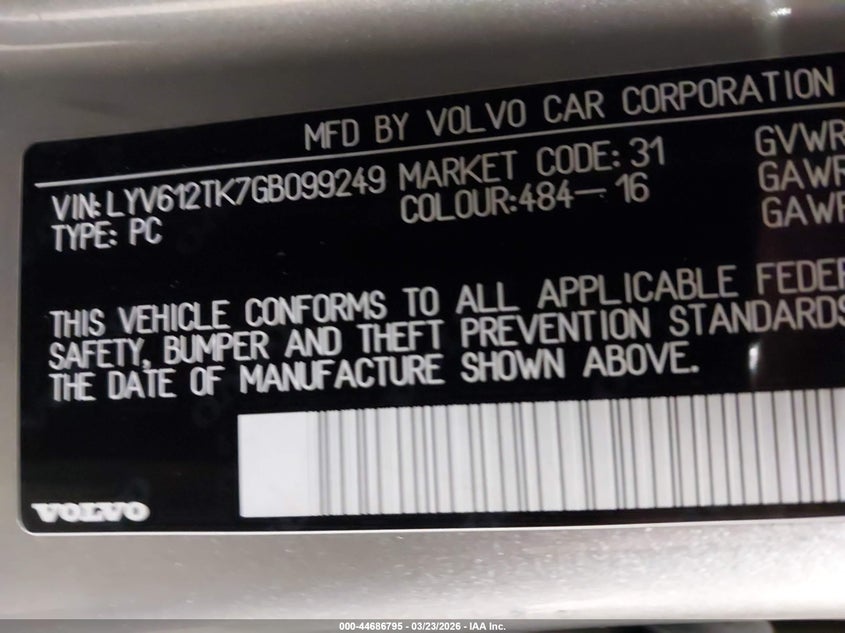 MFD BY VOLVO CAR CORPORATION
VIN: LYV612TK7GB099249 MARKET CODE: 31 GVWR
TYPE: PC COLOUR:484—16 GAWR
GAWR
THIS VEHICLE CONFORMS TO ALL APPLICABLE FEDER
SAFETY, BUMPER AND THEFT PREVENTION STANDARDS
THE DATE OF MANUFACTURE SHOWN ABOVE.
VOLVO
000-44686795 - 03/23/2026 - IAA Inc.